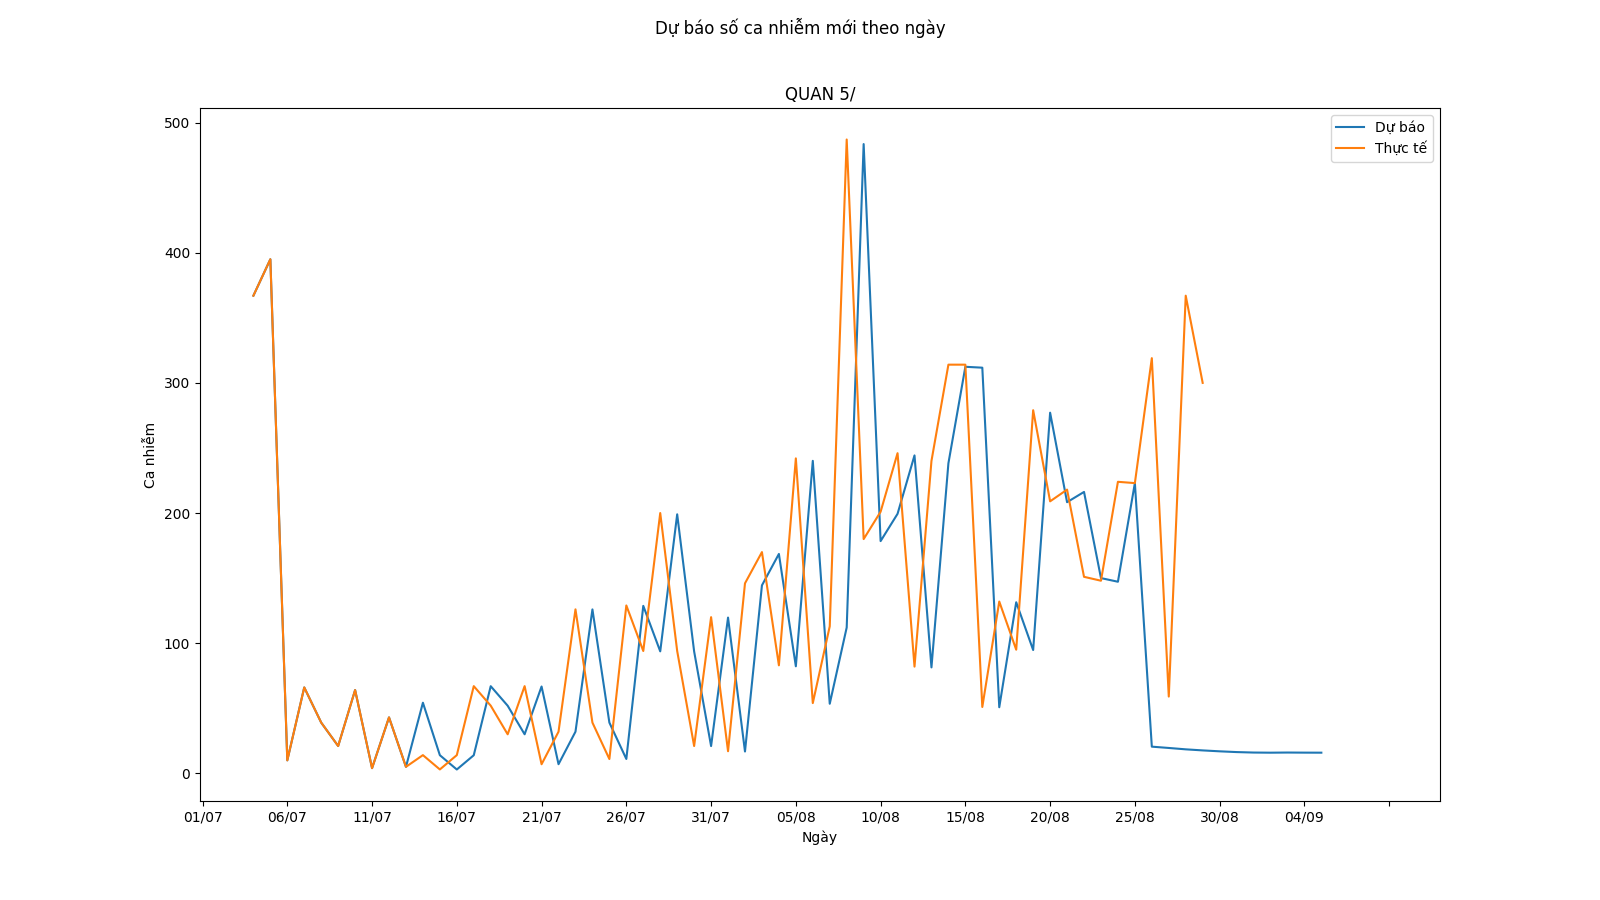 Dự báo số ca nhiễm mới theo ngày
QUAN 5/
Dự báo
Thực tế
500
400
300
200
100
0
Ca nhiễm
01/07 06/07 11/07 16/07 21/07 26/07 31/07 05/08 10/08 15/08 20/08 25/08 30/08 04/09
Ngày